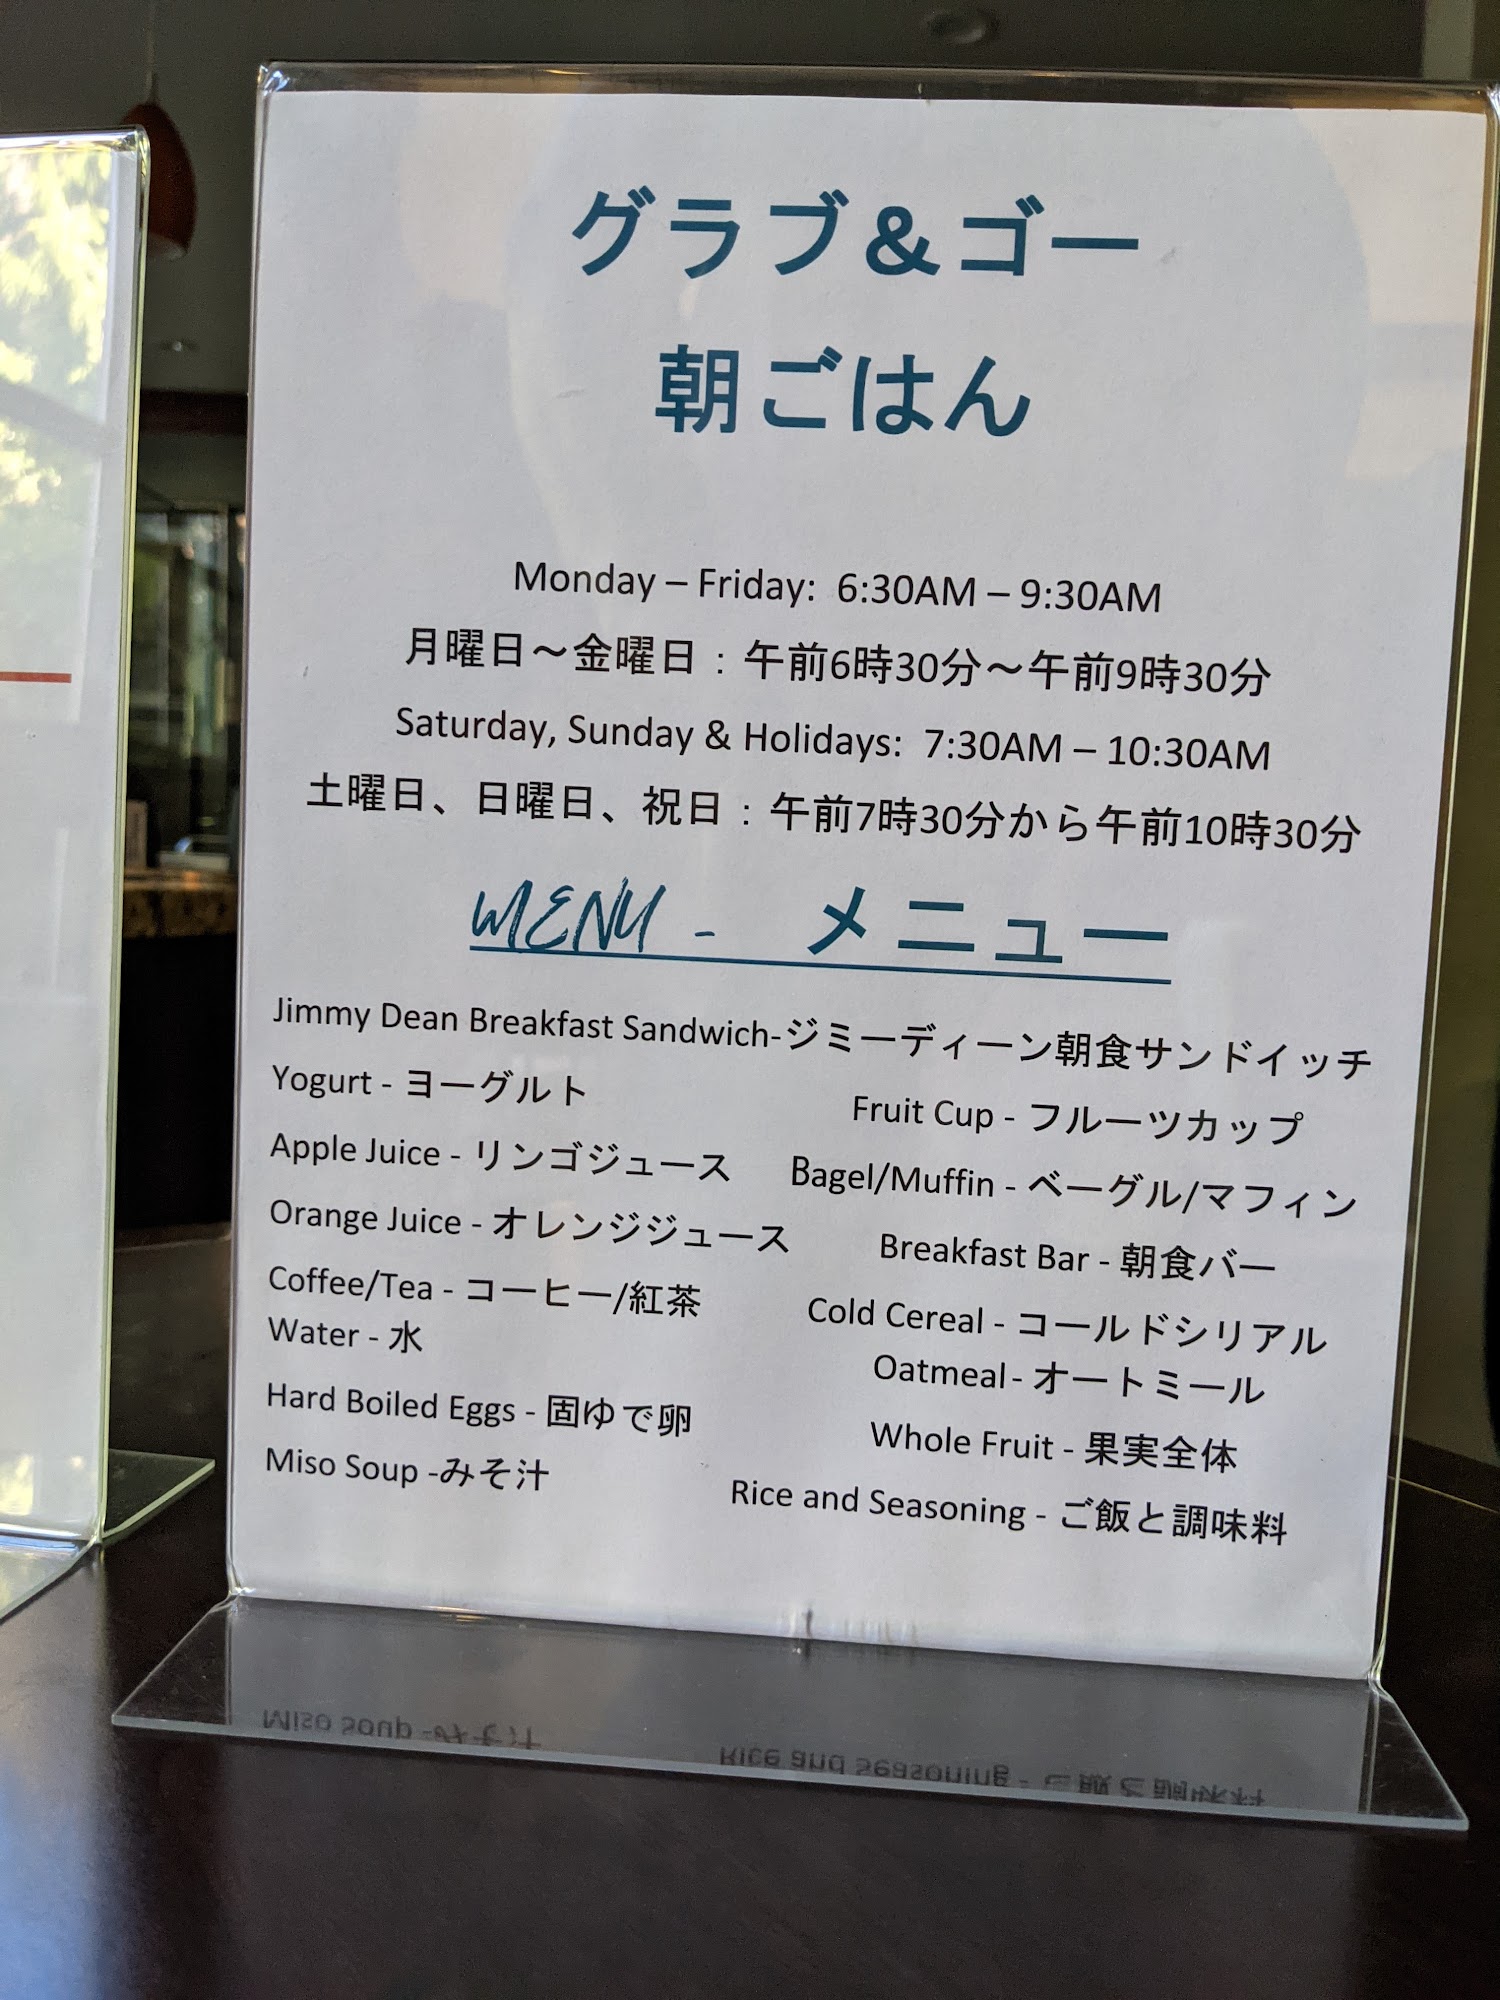 グラブ＆ゴー
朝ごはん
Monday – Friday: 6:30AM – 9:30AM
月曜日～金曜日：午前6時30分～午前9時30分
Saturday, Sunday & Holidays: 7:30AM – 10:30AM
土曜日、日曜日、祝日：午前7時30分から午前10時30分
MENU - メニュー
Jimmy Dean Breakfast Sandwich-ジミーディーン朝食サンドイッチ
Yogurt - ヨーグルト
Fruit Cup - フルーツカップ
Apple Juice - リンゴジュース
Bagel/Muffin - ベーグル/マフィン
Orange Juice - オレンジジュース
Breakfast Bar - 朝食バー
Coffee/Tea - コーヒー/紅茶
Cold Cereal - コールドシリアル
Water - 水
Oatmeal - オートミール
Hard Boiled Eggs - 固ゆで卵
Whole Fruit - 果実全体
Miso Soup -みそ汁
Rice and Seasoning - ご飯と調味料